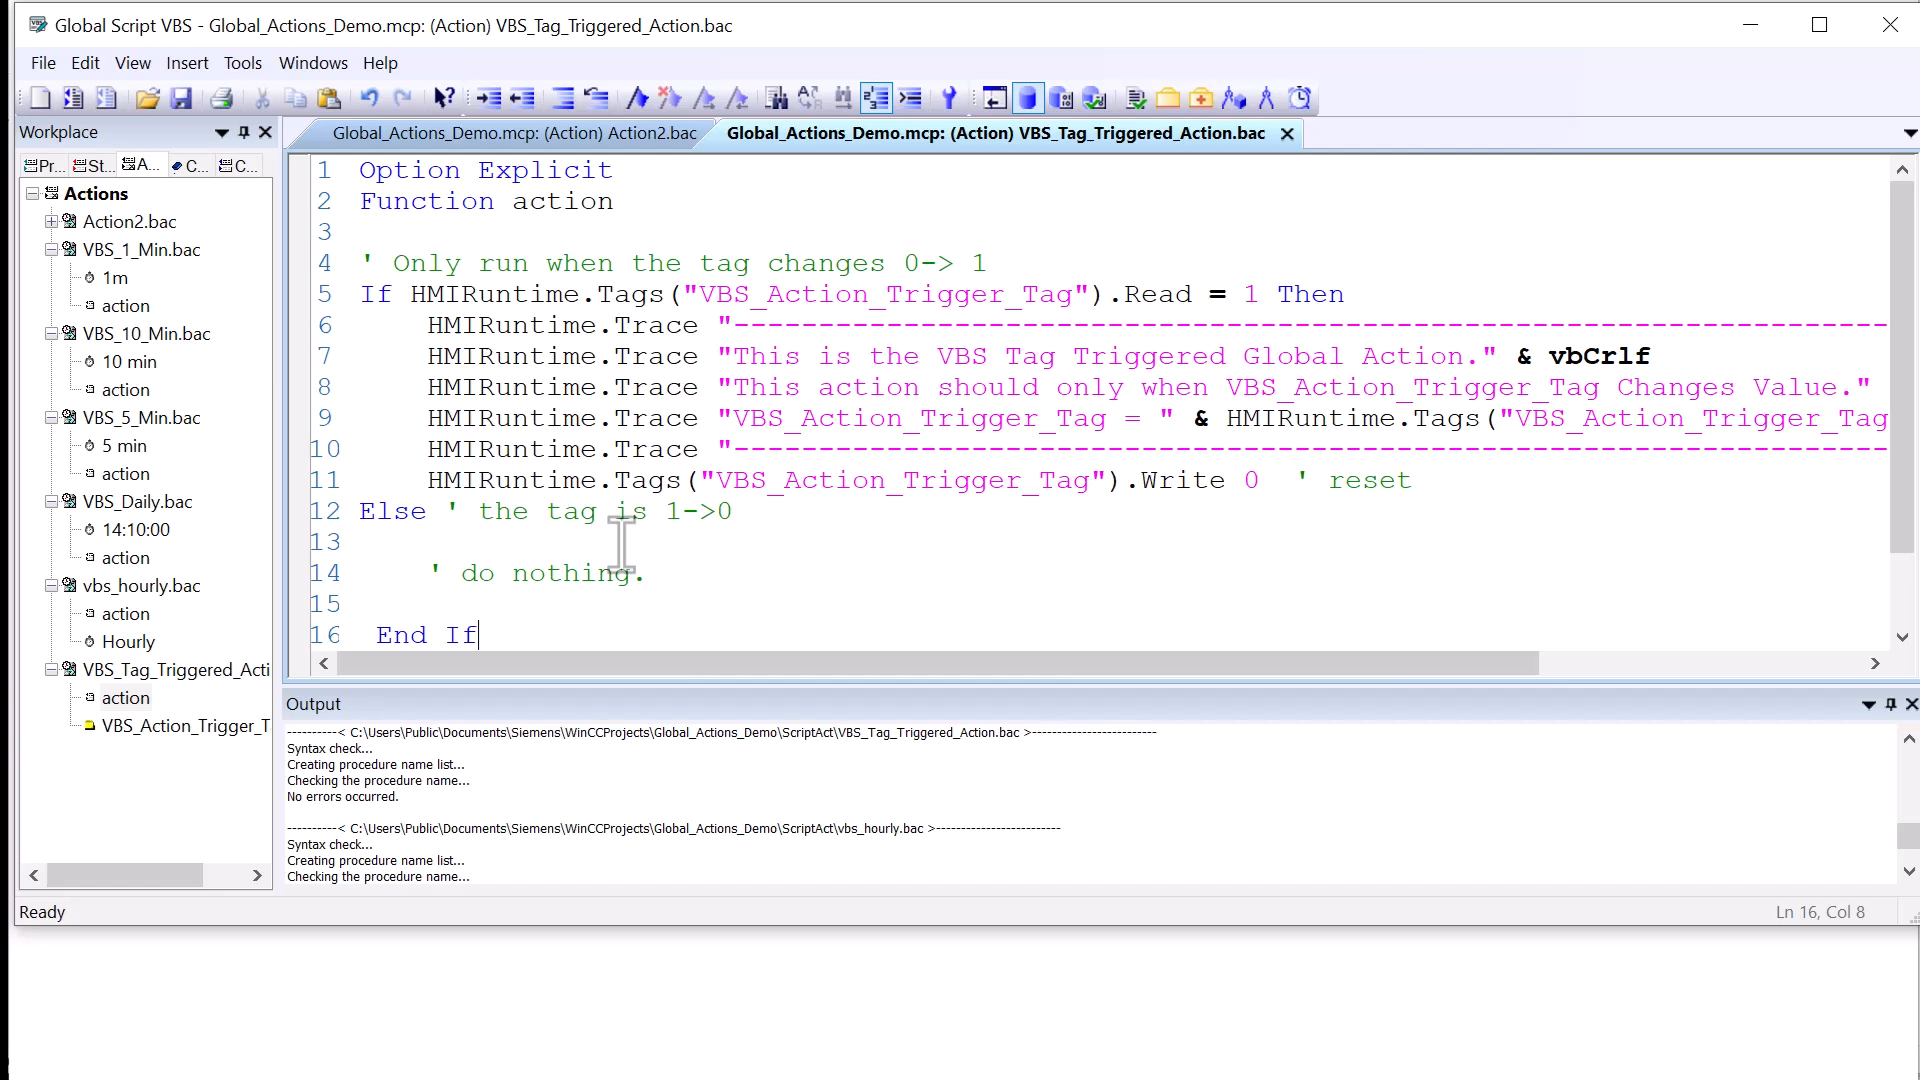 Global Script VBS - Global_Actions_Demo.mcp: (Action) VBS_Tag_Triggered_Action.bac
File Edit View Insert Tools Windows Help
Workplace
Global_Actions_Demo.mcp: (Action) Action2.bac
Global_Actions_Demo.mcp: (Action) VBS_Tag_Triggered_Action.bac
Pr... St... A... C... C...
Actions
Action2.bac
VBS_1_Min.bac
1m
action
VBS_10_Min.bac
10 min
action
VBS_5_Min.bac
5 min
action
VBS_Daily.bac
14:10:00
action
vbs_hourly.bac
action
Hourly
VBS_Tag_Triggered_Acti
action
VBS_Action_Trigger_T
1 Option Explicit
2 Function action
3
4 ' Only run when the tag changes 0-> 1
5 If HMIRuntime.Tags("VBS_Action_Trigger_Tag").Read = 1 Then
6 HMIRuntime.Trace "---------------------------------------------------------------------
7 HMIRuntime.Trace "This is the VBS Tag Triggered Global Action." & vbCrlf
8 HMIRuntime.Trace "This action should only when VBS_Action_Trigger_Tag Changes Value."
9 HMIRuntime.Trace "VBS_Action_Trigger_Tag = " & HMIRuntime.Tags("VBS_Action_Trigger_Tag
10 HMIRuntime.Trace "---------------------------------------------------------------------
11 HMIRuntime.Tags("VBS_Action_Trigger_Tag").Write 0 ' reset
12 Else ' the tag is 1->0
13
14 ' do nothing.
15
16 End If
Output
----------< C:\Users\Public\Documents\Siemens\WinCCProjects\Global_Actions_Demo\ScriptAct\VBS_Tag_Triggered_Action.bac >-------------------------
Syntax check...
Creating procedure name list...
Checking the procedure name...
No errors occurred.
----------< C:\Users\Public\Documents\Siemens\WinCCProjects\Global_Actions_Demo\ScriptAct\vbs_hourly.bac >-------------------------
Syntax check...
Creating procedure name list...
Checking the procedure name...
Ready
Ln 16, Col 8